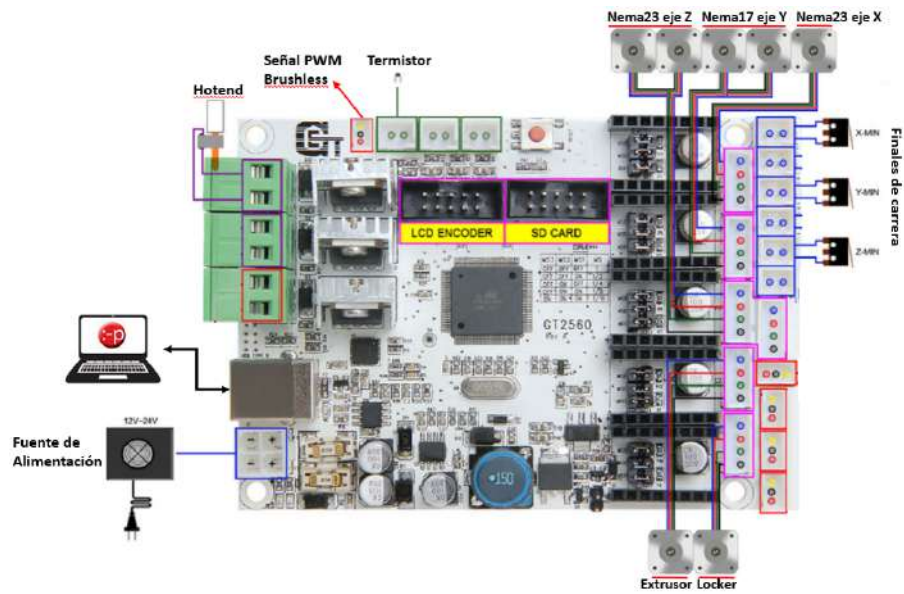 Nema23 eje Z
Nema17 eje Y
Nema23 eje X
Señal PWM
Brushless
Termistor
Hotend
GT
X-MIN
Y-MIN
Z-MIN
Finales de carrera
LCD ENCODER
SD CARD
GT2560
:-p
12V~24V
Fuente de
Alimentación
150
Extrusor
Locker